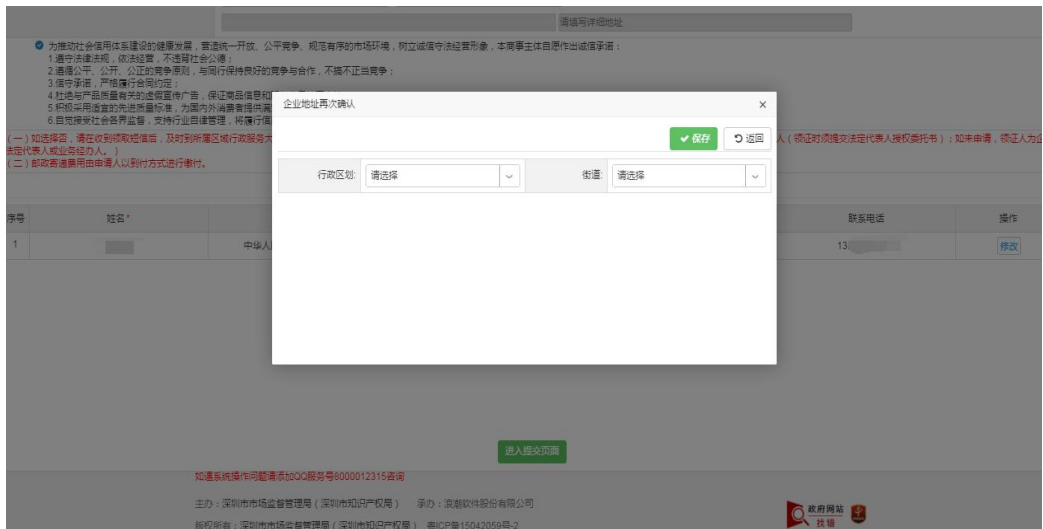 请填写详细地址
为推动社会信用体系建设的健康发展，营造统一开放、公平竞争、规范有序的市场环境，树立诚信守法经营形象，本商事主体自愿作出诚信承诺：
1.遵守法律法规，依法经营，不违背社会公德；
2.遵循公平、公开、公正的竞争原则，与同行保持良好的竞争与合作，不搞不正当竞争；
3.信守承诺，严格履行合同约定；
4.杜绝与产品质量有关的虚假宣传广告，保证商品信息和
5.积极采用适宜的先进质量标准，为国内外消费者提供满
6.自觉接受社会各界监督，支持行业自律管理，将履行信
企业地址再次确认
×
保存
返回
（一）如选择否，请在收到领取短信后，及时到所属区域行政服务大
人（领证时须提交法定代表人授权委托书）；如未申请，领证人为企
法定代表人或业务经办人。）
（二）邮政寄递费用由申请人以到付方式进行缴付。
行政区划:
请选择
街道:
请选择
序号
姓名*
联系电话
操作
1
中华人
13
修改
进入提交页面
如遇系统操作问题请添加QQ服务号8000012315咨询
主办：深圳市市场监督管理局（深圳市知识产权局） 承办：浪潮软件股份有限公司
版权所有：深圳市市场监督管理局（深圳市知识产权局） 粤ICP备15042059号-2
政府网站
找错